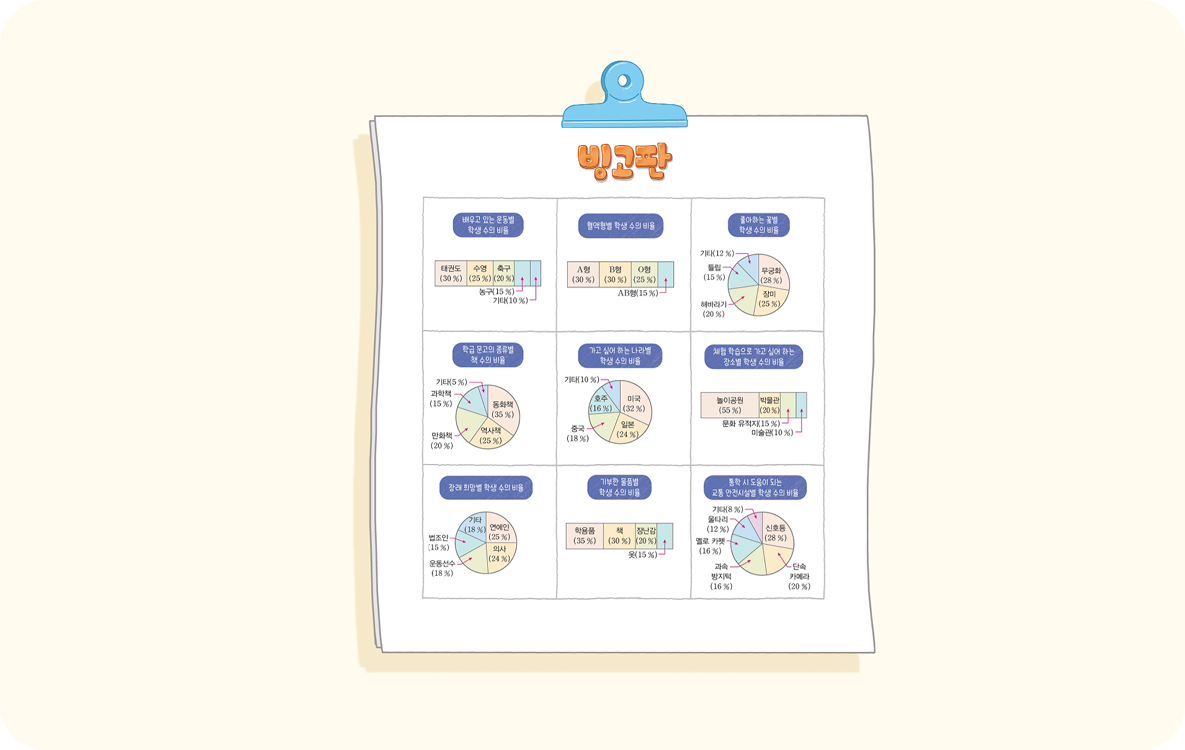 빙고판
배우고 있는 운동별
학생 수의 비율
태권도
(30 %)
수영
(25 %)
축구
(20 %)
농구(15 %)
기타(10 %)
혈액형별 학생 수의 비율
A형
(30 %)
B형
(30 %)
O형
(25 %)
AB형(15 %)
좋아하는 꽃별
학생 수의 비율
기타(12 %)
튤립
(15 %)
해바라기
(20 %)
무궁화
(28 %)
장미
(25 %)
학급 문고의 종류별
책 수의 비율
기타(5 %)
과학책
(15 %)
만화책
(20 %)
동화책
(35 %)
역사책
(25 %)
가고 싶어 하는 나라별
학생 수의 비율
기타(10 %)
호주
(16 %)
중국
(18 %)
미국
(32 %)
일본
(24 %)
체험 학습으로 가고 싶어 하는
장소별 학생 수의 비율
놀이공원
(55 %)
박물관
(20 %)
문화 유적지(15 %)
미술관(10 %)
장래 희망별 학생 수의 비율
기타
(18 %)
법조인
(15 %)
운동선수
(18 %)
연예인
(25 %)
의사
(24 %)
기부한 물품별
학생 수의 비율
학용품
(35 %)
책
(30 %)
장난감
(20 %)
옷(15 %)
통학 시 도움이 되는
교통 안전시설별 학생 수의 비율
기타(8 %)
울타리
(12 %)
옐로 카펫
(16 %)
과속
방지턱
(16 %)
신호등
(28 %)
단속
카메라
(20 %)